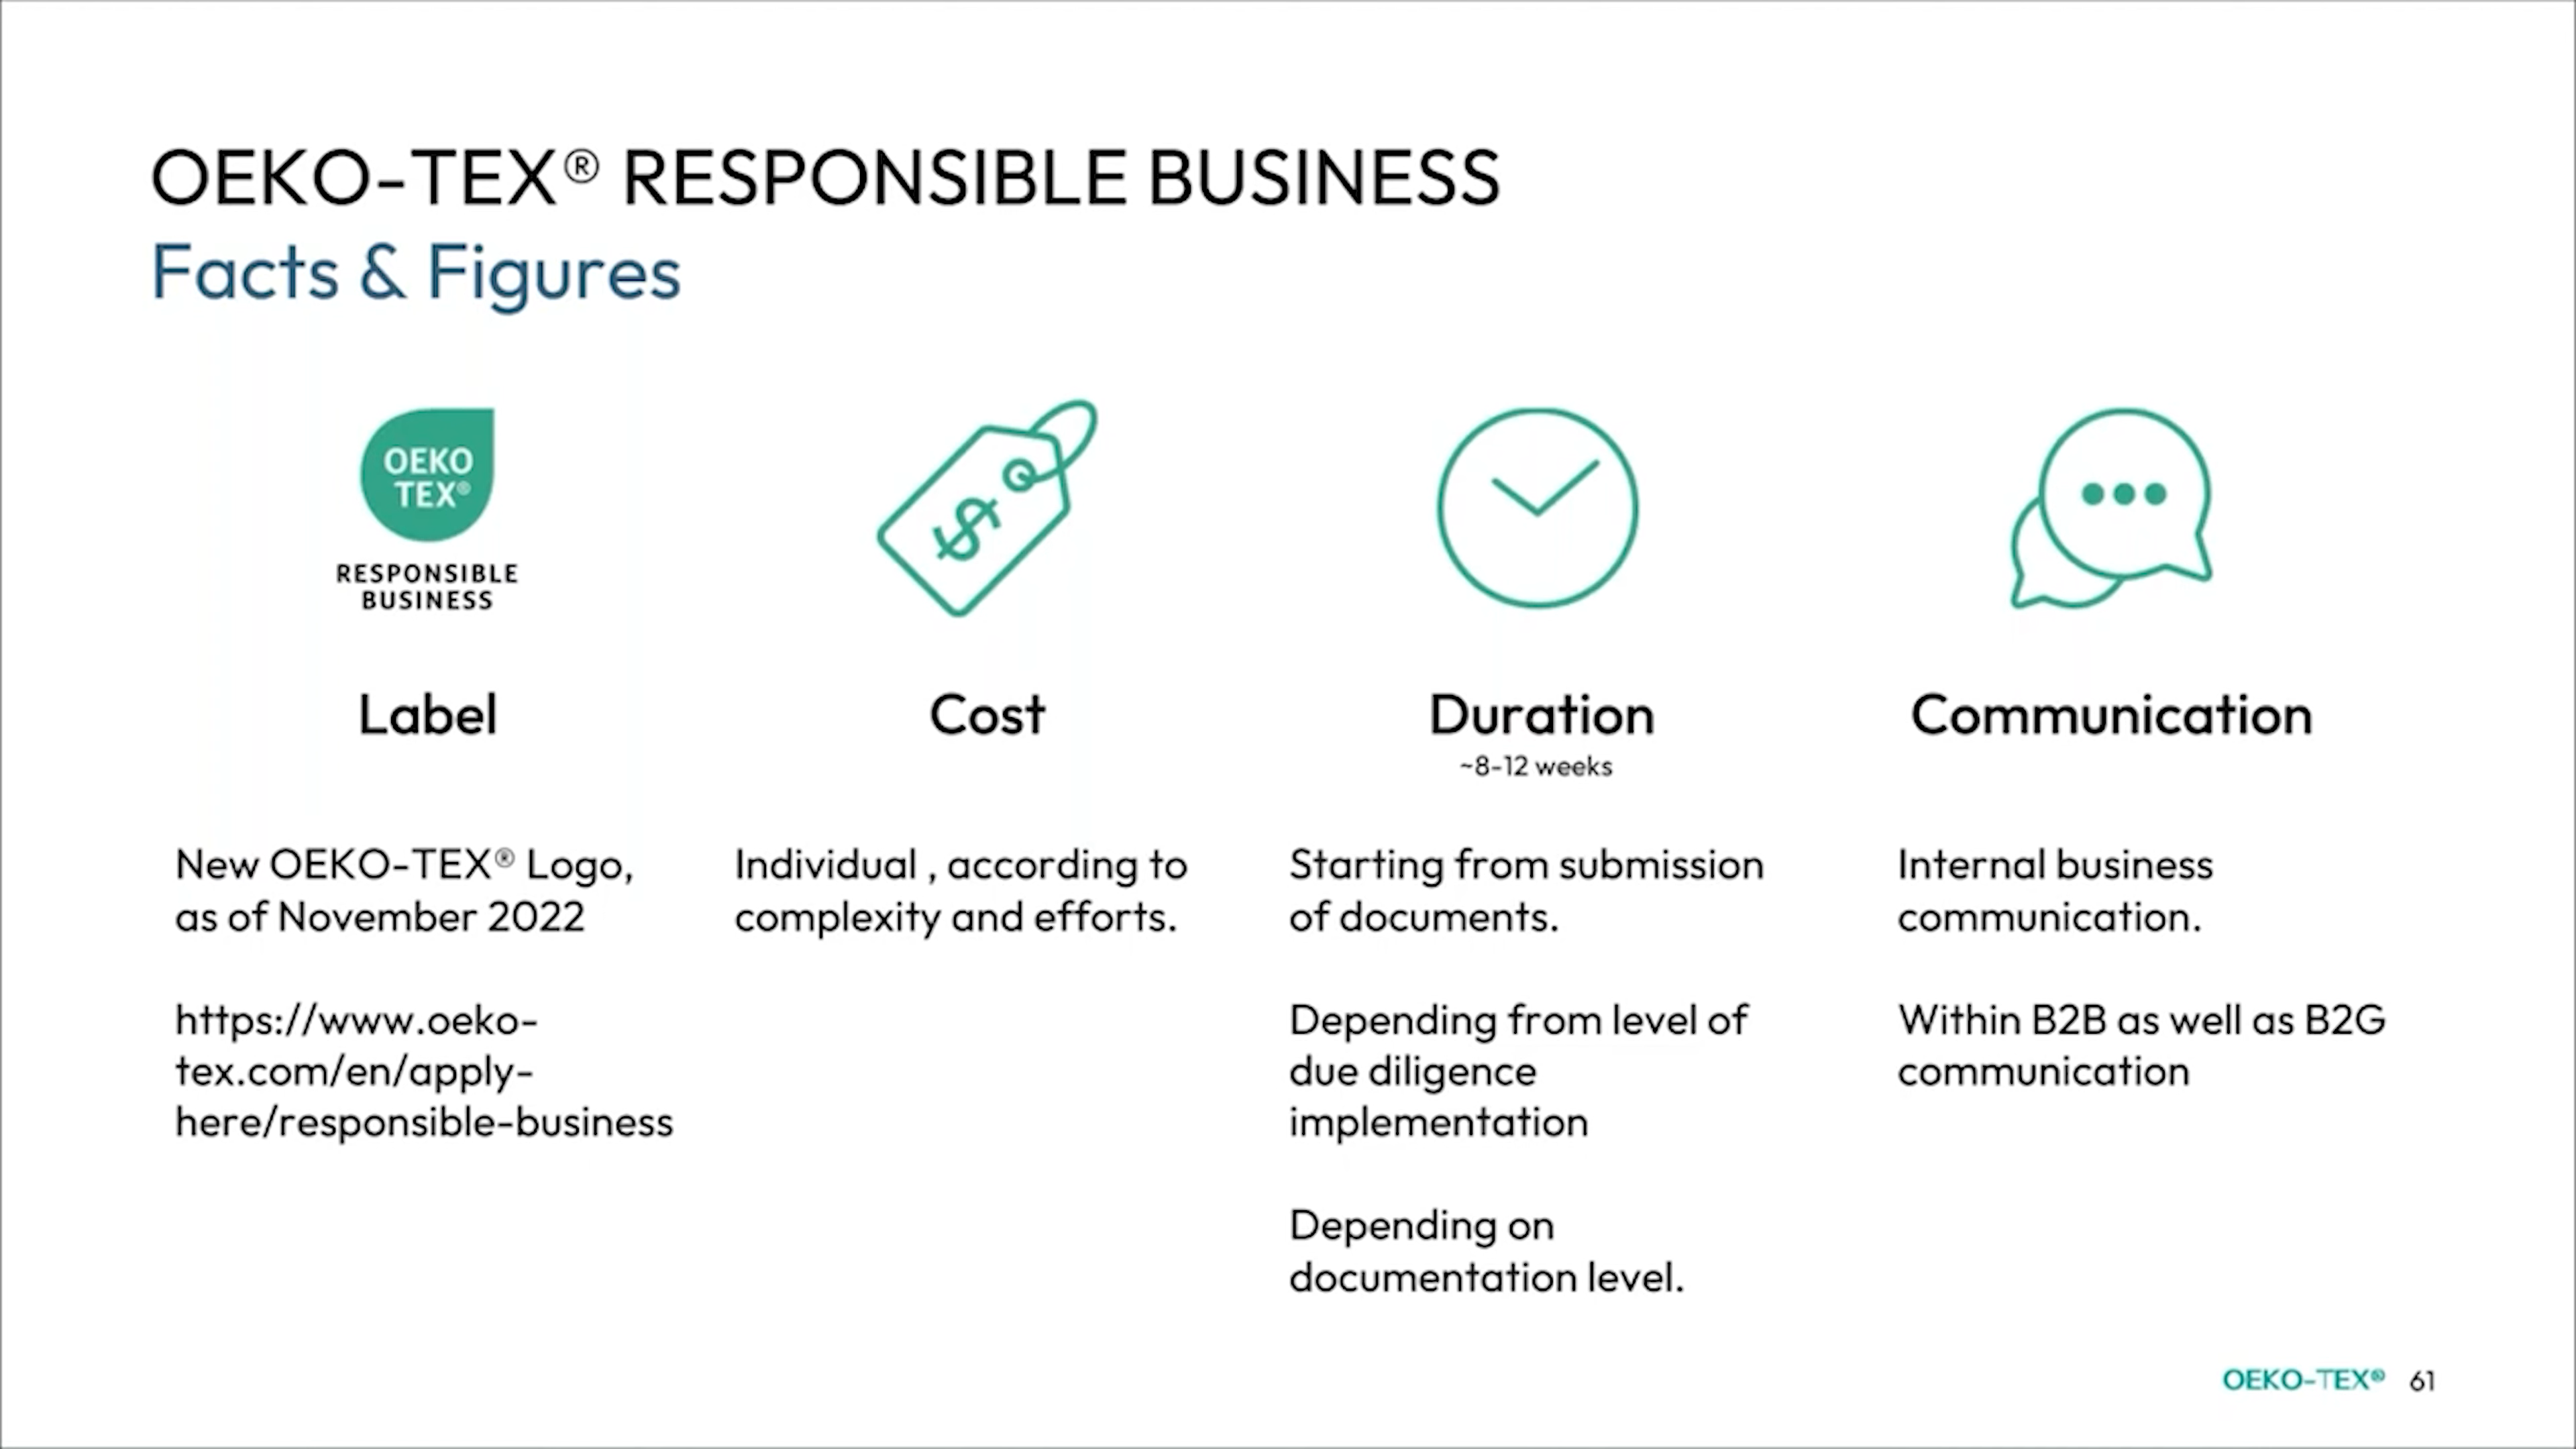 OEKO-TEX® RESPONSIBLE BUSINESS
Facts & Figures
OEKO
TEX®
RESPONSIBLE
BUSINESS
Label
New OEKO-TEX® Logo,
as of November 2022
https://www.oeko-
tex.com/en/apply-
here/responsible-business
$
Cost
Individual , according to
complexity and efforts.
Duration
~8-12 weeks
Starting from submission
of documents.
Depending from level of
due diligence
implementation
Depending on
documentation level.
Communication
Internal business
communication.
Within B2B as well as B2G
communication
OEKO-TEX® 61